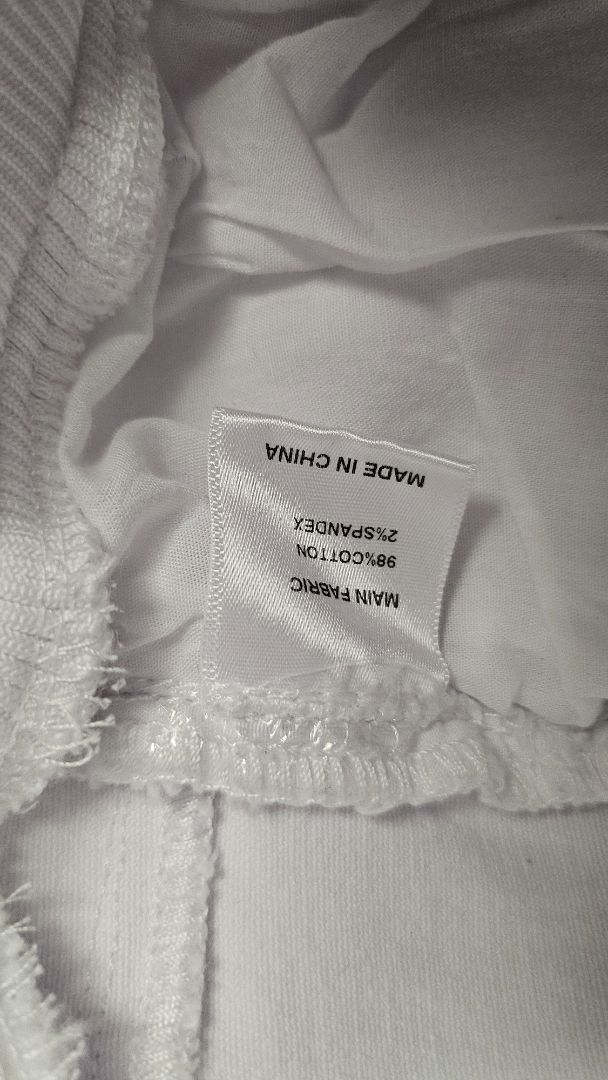 MAIN FABRIC
98%COTTON
2%SPANDEX
MADE IN CHINA